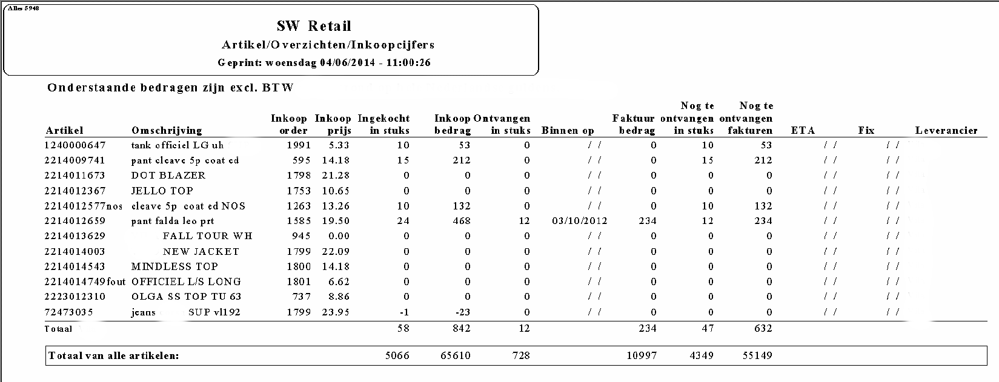 Alles 5948
SW Retail
Artikel/Overzichten/Inkoopcijfers
Geprint: woensdag 04/06/2014 - 11:00:26
Onderstaande bedragen zijn excl. BTW
Nog te Nog te
Inkoop Inkoop Ingekocht Inkoop Ontvangen Faktuur ontvangen ontvangen
Artikel Omschrijving order prijs in stuks bedrag in stuks Binnen op bedrag in stuks fakturen ETA Fix Leverancier
1240000647 tank officiel LG uh 1991 5.33 10 53 0 / / 0 10 53 / / / /
2214009741 pant cleave 5p coat ed 595 14.18 15 212 0 / / 0 15 212 / / / /
2214011673 DOT BLAZER 1798 21.28 0 0 0 / / 0 0 0 / / / /
2214012367 JELLO TOP 1753 10.65 0 0 0 / / 0 0 0 / / / /
2214012577nos cleave 5p coat ed NOS 1263 13.26 10 132 0 / / 0 10 132 / / / /
2214012659 pant falda leo prt 1585 19.50 24 468 12 03/10/2012 234 12 234 / / / /
2214013629 FALL TOUR WH 945 0.00 0 0 0 / / 0 0 0 / / / /
2214014003 NEW JACKET 1799 22.09 0 0 0 / / 0 0 0 / / / /
2214014543 MINDLESS TOP 1800 14.18 0 0 0 / / 0 0 0 / / / /
2214014749fout OFFICIEL L/S LONG 1801 6.62 0 0 0 / / 0 0 0 / / / /
2223012310 OLGA SS TOP TU 63 737 8.86 0 0 0 / / 0 0 0 / / / /
72473035 jeans SUP vl192 1799 23.95 -1 -23 0 / / 0 0 0 / / / /
Totaal 58 842 12 234 47 632
Totaal van alle artikelen: 5066 65610 728 10997 4349 55149